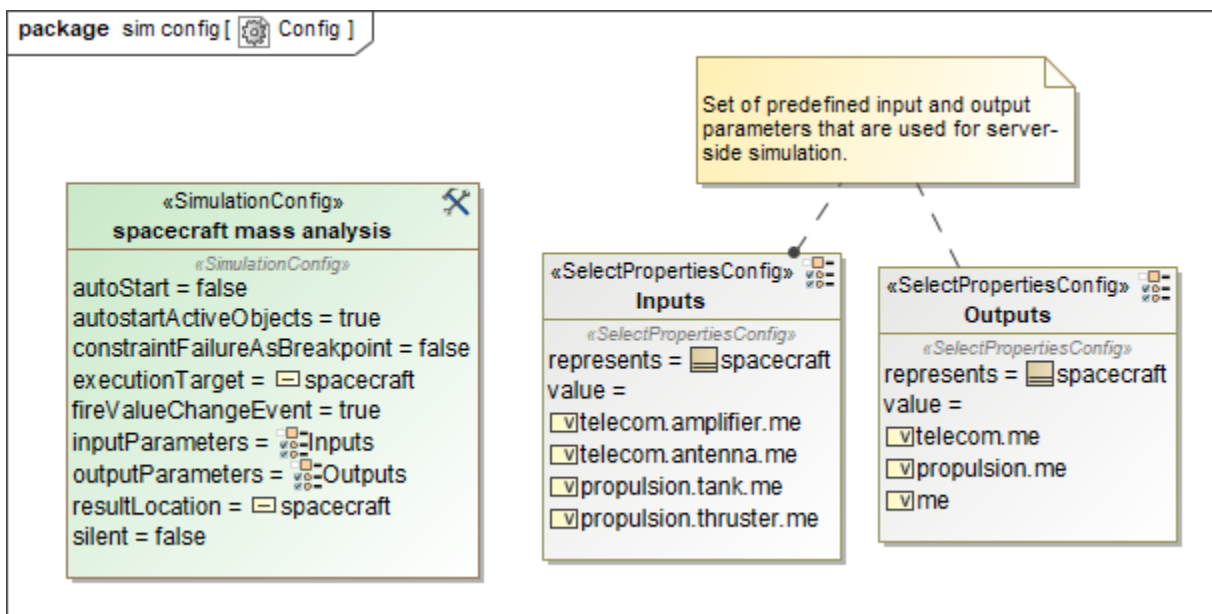 package sim config[ Config ]
Set of predefined input and output
parameters that are used for server-
side simulation.
«SimulationConfig»
spacecraft mass analysis
«SimulationConfig»
autoStart = false
autostartActiveObjects = true
constraintFailureAsBreakpoint = false
executionTarget = spacecraft
fireValueChangeEvent = true
inputParameters = Inputs
outputParameters = Outputs
resultLocation = spacecraft
silent = false
«SelectPropertiesConfig»
Inputs
«SelectPropertiesConfig»
represents = spacecraft
value =
V telecom.amplifier.me
V telecom.antenna.me
V propulsion.tank.me
V propulsion.thruster.me
«SelectPropertiesConfig»
Outputs
«SelectPropertiesConfig»
represents = spacecraft
value =
V telecom.me
V propulsion.me
V me